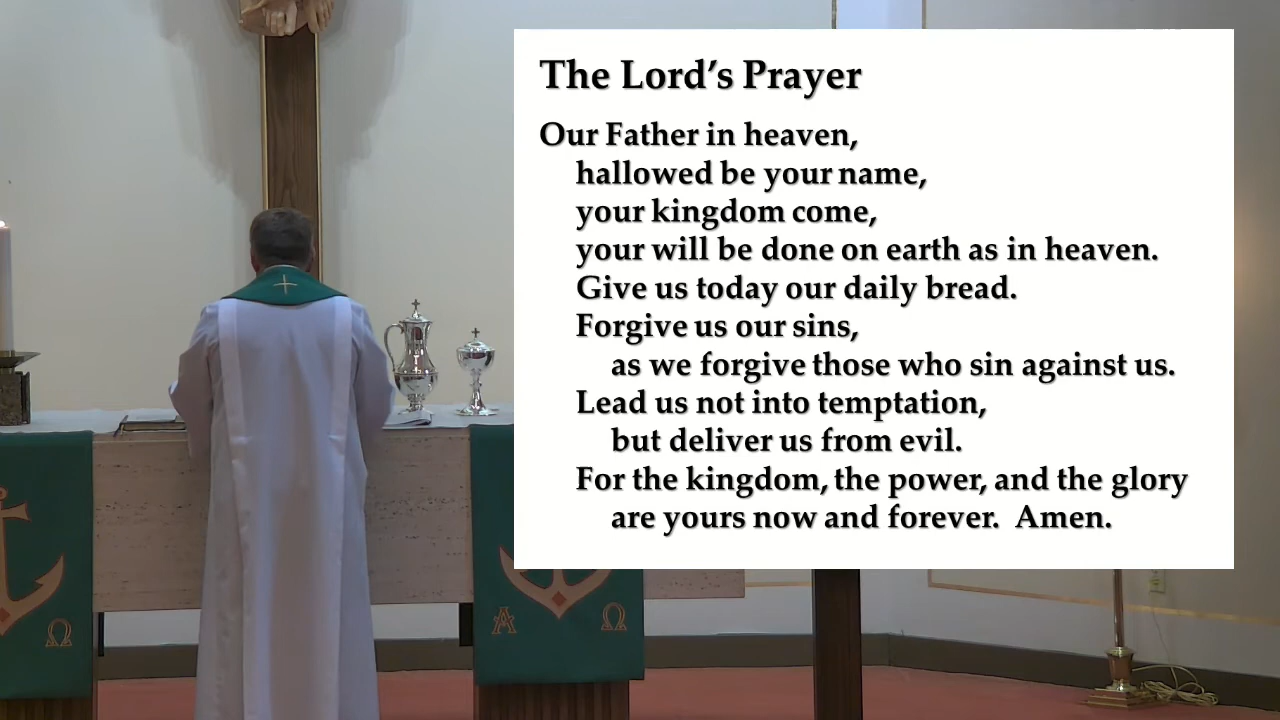 The Lord’s Prayer
Our Father in heaven,
hallowed be your name,
your kingdom come,
your will be done on earth as in heaven.
Give us today our daily bread.
Forgive us our sins,
as we forgive those who sin against us.
Lead us not into temptation,
but deliver us from evil.
For the kingdom, the power, and the glory
are yours now and forever. Amen.
Ω
Α Ω